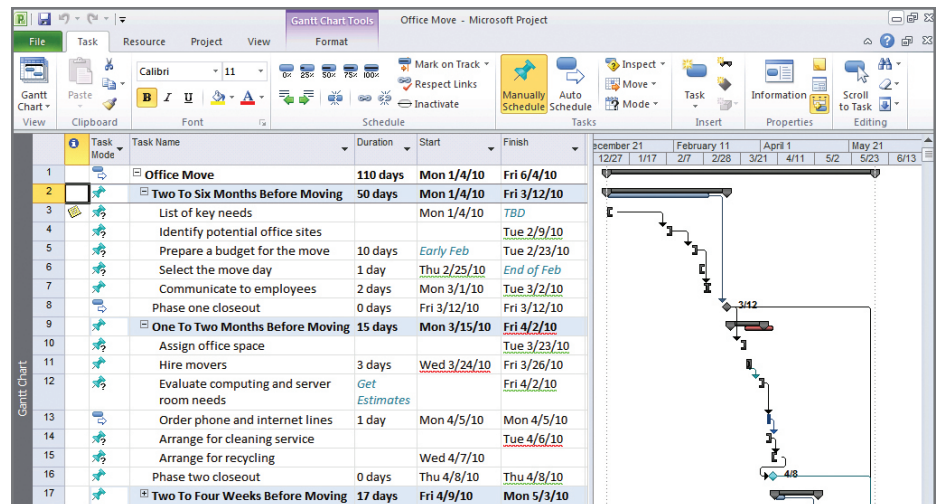 Gantt Chart Tools Office Move - Microsoft Project
File Task Resource Project View Format
Gantt Chart
View
Paste
Clipboard
Calibri 11
B I U A
Font
0% 25% 50% 75% 100%
Mark on Track
Respect Links
Inactivate
Schedule
Manually Schedule
Auto Schedule
Inspect
Move
Mode
Tasks
Task
Insert
Information
Properties
Scroll to Task
Editing
Task Mode Task Name Duration Start Finish
ecember 21 February 11 April 1 May 21
12/27 1/17 2/7 2/28 3/21 4/11 5/2 5/23 6/13
1 Office Move 110 days Mon 1/4/10 Fri 6/4/10
2 Two To Six Months Before Moving 50 days Mon 1/4/10 Fri 3/12/10
3 List of key needs Mon 1/4/10 TBD
4 Identify potential office sites Tue 2/9/10
5 Prepare a budget for the move 10 days Early Feb Tue 2/23/10
6 Select the move day 1 day Thu 2/25/10 End of Feb
7 Communicate to employees 2 days Mon 3/1/10 Tue 3/2/10
8 Phase one closeout 0 days Fri 3/12/10 Fri 3/12/10
3/12
9 One To Two Months Before Moving 15 days Mon 3/15/10 Fri 4/2/10
10 Assign office space Tue 3/23/10
11 Hire movers 3 days Wed 3/24/10 Fri 3/26/10
12 Evaluate computing and server Get Fri 4/2/10
room needs Estimates
13 Order phone and internet lines 1 day Mon 4/5/10 Mon 4/5/10
14 Arrange for cleaning service Tue 4/6/10
15 Arrange for recycling Wed 4/7/10
16 Phase two closeout 0 days Thu 4/8/10 Thu 4/8/10
4/8
17 Two To Four Weeks Before Moving 17 days Fri 4/9/10 Mon 5/3/10
Gantt Chart